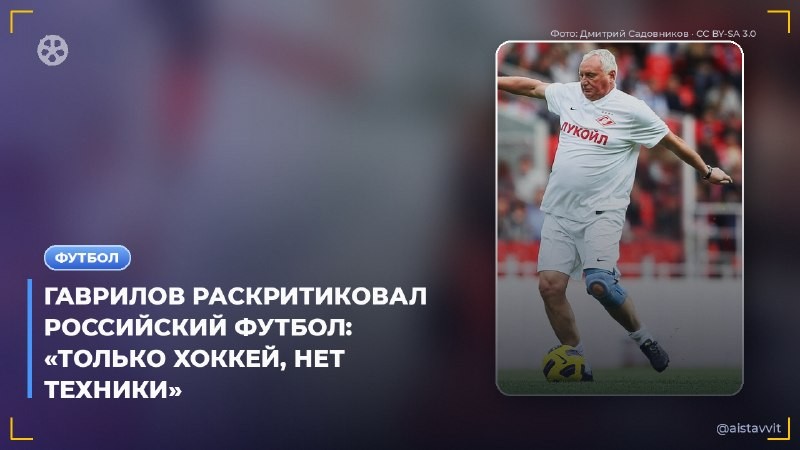 Фото: Дмитрий Садовников · CC BY-SA 3.0
ЛУКОЙЛ
ФУТБОЛ
ГАВРИЛОВ РАСКРИТИКОВАЛ
РОССИЙСКИЙ ФУТБОЛ:
«ТОЛЬКО ХОККЕЙ, НЕТ
ТЕХНИКИ»
@aistavvit